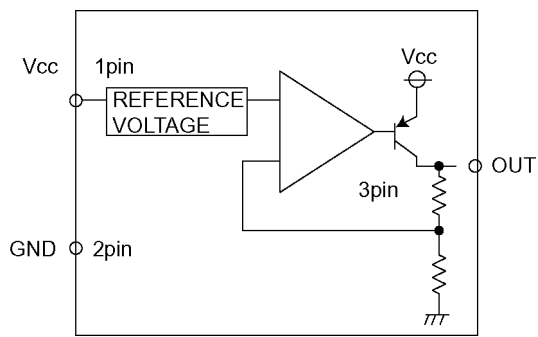 Vcc
Vcc 1pin
REFERENCE
VOLTAGE
3pin
OUT
GND 2pin